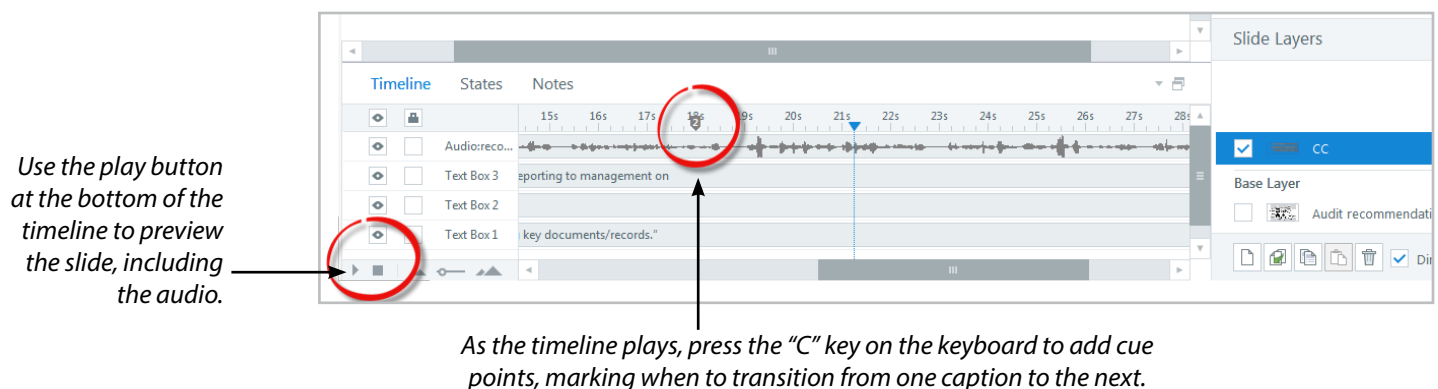 Slide Layers
Timeline States Notes
15s 16s 17s 18s 19s 20s 21s 22s 23s 24s 25s 26s 27s 28s
2
Audio:reco...
CC
Text Box 3 eporting to management on
Base Layer
Text Box 2
Audit recommendati
Text Box 1 key documents/records."
Dir
Use the play button
at the bottom of the
timeline to preview
the slide, including
the audio.
As the timeline plays, press the “C” key on the keyboard to add cue
points, marking when to transition from one caption to the next.